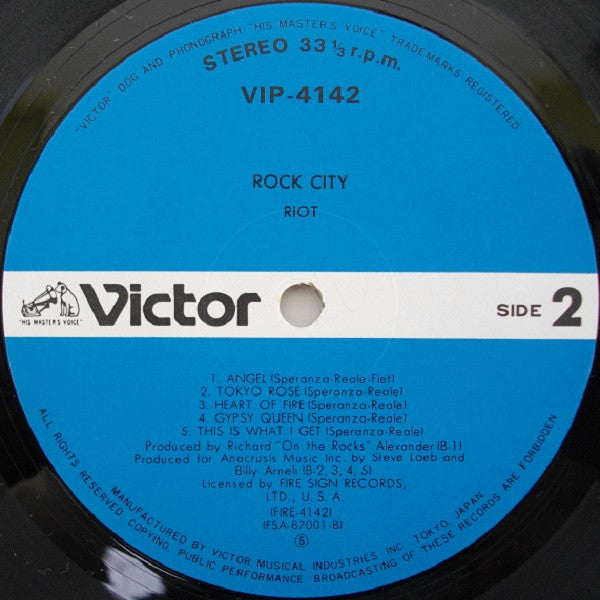 "VICTOR" DOG AND PHONOGRAPH "HIS MASTER'S VOICE" TRADEMARKS REGISTERED
STEREO 33 1/3 r.p.m.
VIP-4142
ROCK CITY
RIOT
"HIS MASTER'S VOICE"
Victor
SIDE 2
1. ANGEL (Speranza-Reale-Fiet)
2. TOKYO ROSE (Speranza-Reale)
3. HEART OF FIRE (Speranza-Reale)
4. GYPSY QUEEN (Speranza-Reale)
5. THIS IS WHAT I GET (Speranza-Reale)
Produced by Richard "On the Rocks" Alexander (B-1)
Produced for Anacrusis Music Inc. by Steve Loeb and
Billy Arnell (B-2, 3, 4, 5)
Licensed by FIRE SIGN RECORDS,
LTD., U.S.A
(FIRE-4142)
(FSA-87001-B)
⑤
ALL RIGHTS RESERVED. COPYING, PUBLIC PERFORMANCE BROADCASTING OF THESE RECORDS ARE FORBIDDEN
MANUFACTURED BY VICTOR MUSICAL INDUSTRIES INC. TOKYO, JAPAN